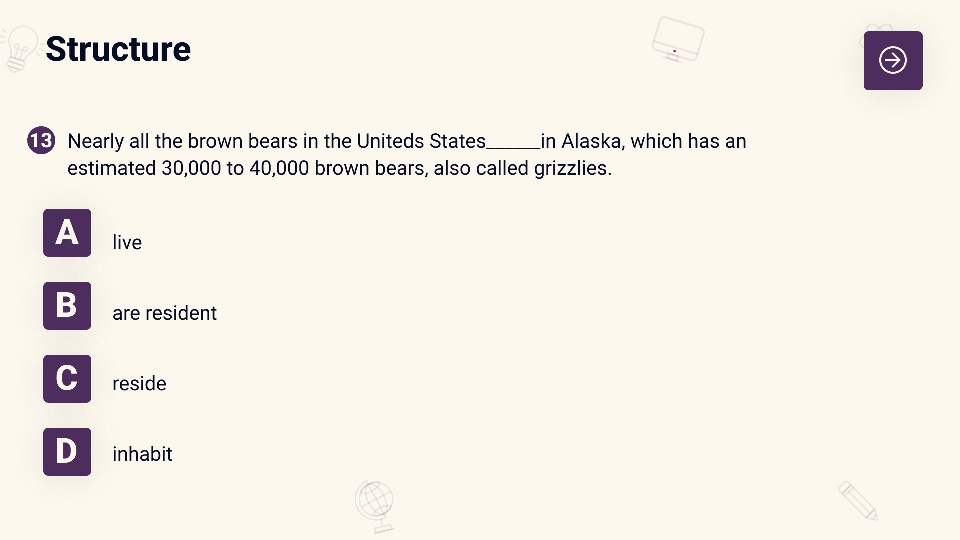 Structure
13 Nearly all the brown bears in the Uniteds States______in Alaska, which has an
estimated 30,000 to 40,000 brown bears, also called grizzlies.
A live
B are resident
C reside
D inhabit